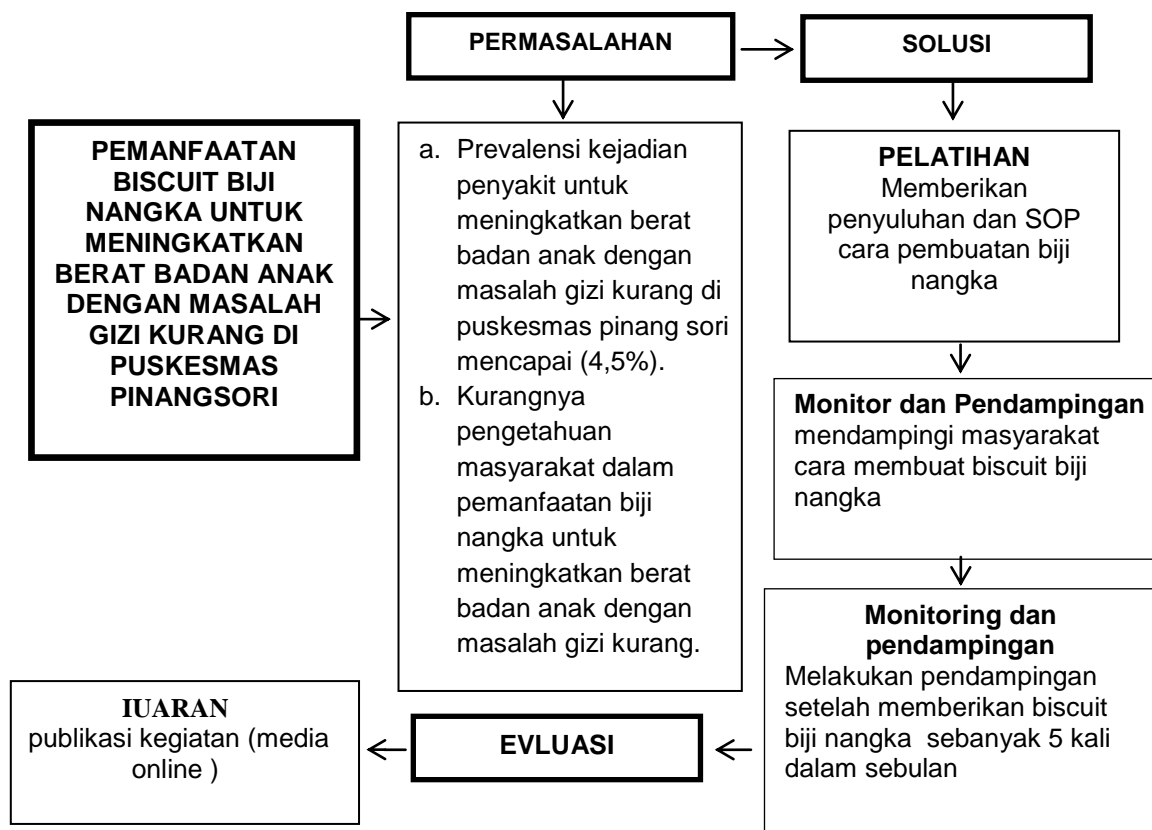 PERMASALAHAN
SOLUSI
PEMANFAATAN
BISCUIT BIJI
NANGKA UNTUK
MENINGKATKAN
BERAT BADAN ANAK
DENGAN MASALAH
GIZI KURANG DI
PUSKESMAS
PINANGSORI
a. Prevalensi kejadian
penyakit untuk
meningkatkan berat
badan anak dengan
masalah gizi kurang di
puskesmas pinang sori
mencapai (4,5%).
b. Kurangnya
pengetahuan
masyarakat dalam
pemanfaatan biji
nangka untuk
meningkatkan berat
badan anak dengan
masalah gizi kurang.
PELATIHAN
Memberikan
penyuluhan dan SOP
cara pembuatan biji
nangka
Monitor dan Pendampingan
mendampingi masyarakat
cara membuat biscuit biji
nangka
Monitoring dan
pendampingan
Melakukan pendampingan
setelah memberikan biscuit
biji nangka sebanyak 5 kali
dalam sebulan
EVLUASI
IUARAN
publikasi kegiatan (media
online )